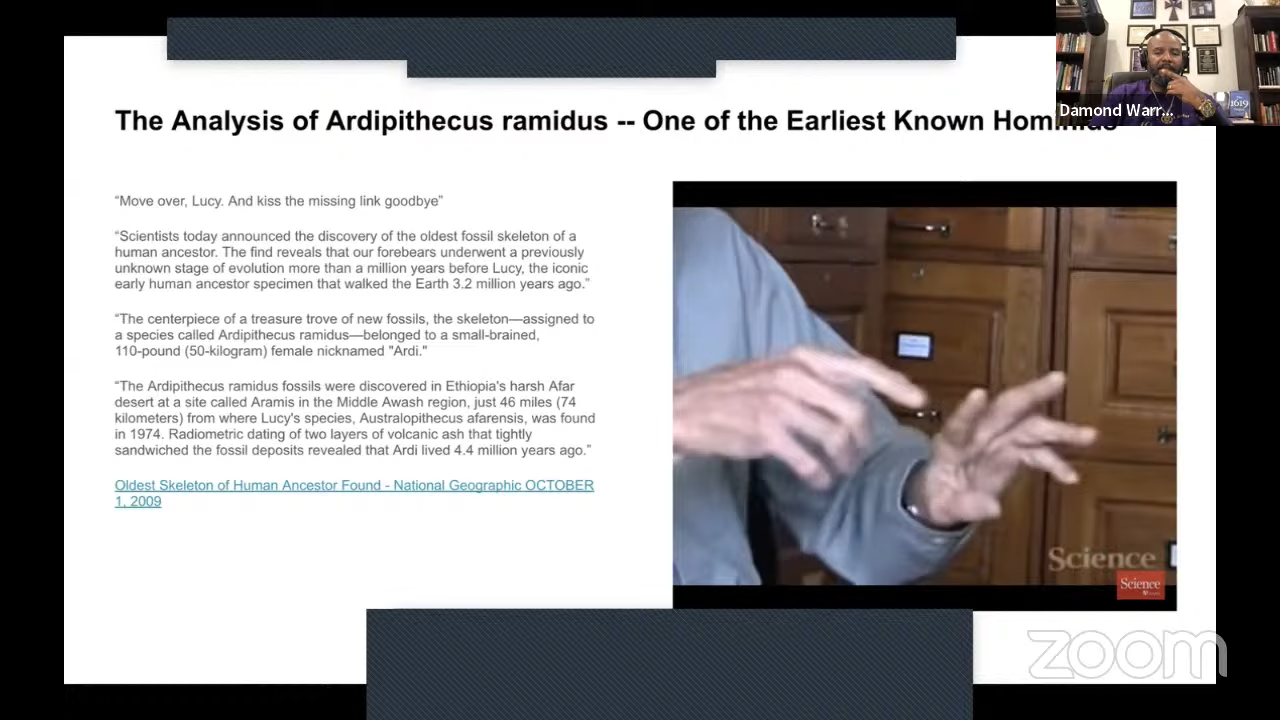 Damond Warr...
The Analysis of Ardipithecus ramidus -- One of the Earliest Known Hominids
“Move over, Lucy. And kiss the missing link goodbye”
“Scientists today announced the discovery of the oldest fossil skeleton of a
human ancestor. The find reveals that our forebears underwent a previously
unknown stage of evolution more than a million years before Lucy, the iconic
early human ancestor specimen that walked the Earth 3.2 million years ago.”
“The centerpiece of a treasure trove of new fossils, the skeleton—assigned to
a species called Ardipithecus ramidus—belonged to a small-brained,
110-pound (50-kilogram) female nicknamed "Ardi."
“The Ardipithecus ramidus fossils were discovered in Ethiopia's harsh Afar
desert at a site called Aramis in the Middle Awash region, just 46 miles (74
kilometers) from where Lucy's species, Australopithecus afarensis, was found
in 1974. Radiometric dating of two layers of volcanic ash that tightly
sandwiched the fossil deposits revealed that Ardi lived 4.4 million years ago.”
Oldest Skeleton of Human Ancestor Found - National Geographic OCTOBER
1, 2009
1619
Science
Science
zoom